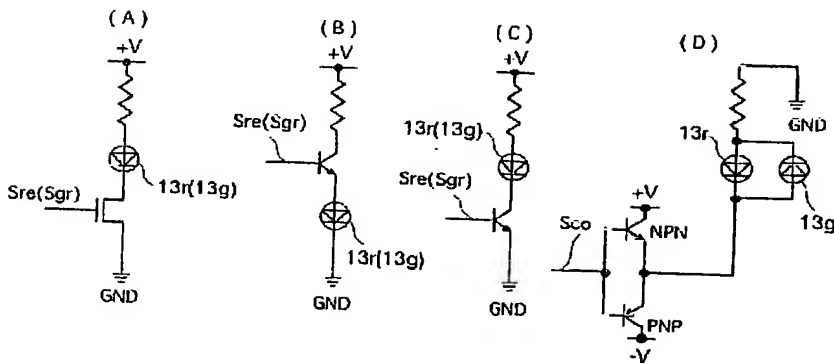 (A)
+V
Sre(Sgr)
13r(13g)
GND
(B)
+V
Sre(Sgr)
13r(13g)
GND
(C)
+V
13r(13g)
Sre(Sgr)
GND
(D)
GND
13r
13g
+V
NPN
Sco
PNP
-V